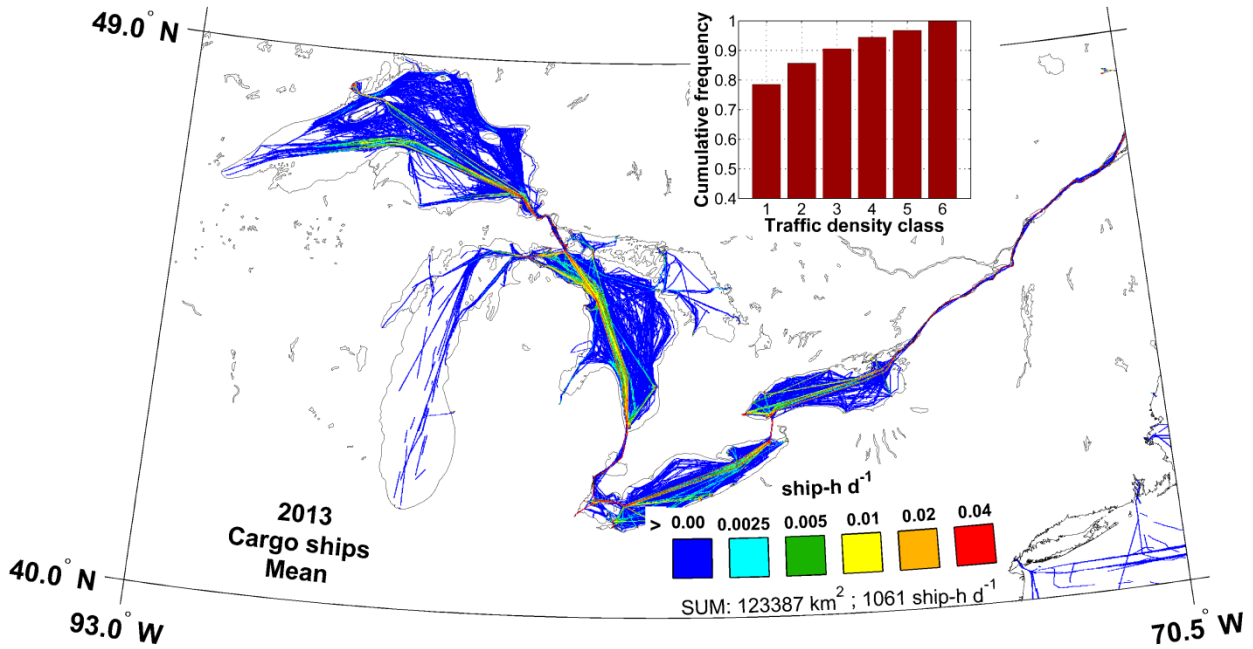 49.0° N
1
0.9
0.8
0.7
0.6
0.5
0.4
Cumulative frequency
1 2 3 4 5 6
Traffic density class
2013
Cargo ships
Mean
ship-h d⁻¹
> 0.00 0.0025 0.005 0.01 0.02 0.04
SUM: 123387 km² ; 1061 ship-h d⁻¹
40.0° N
93.0° W
70.5° W